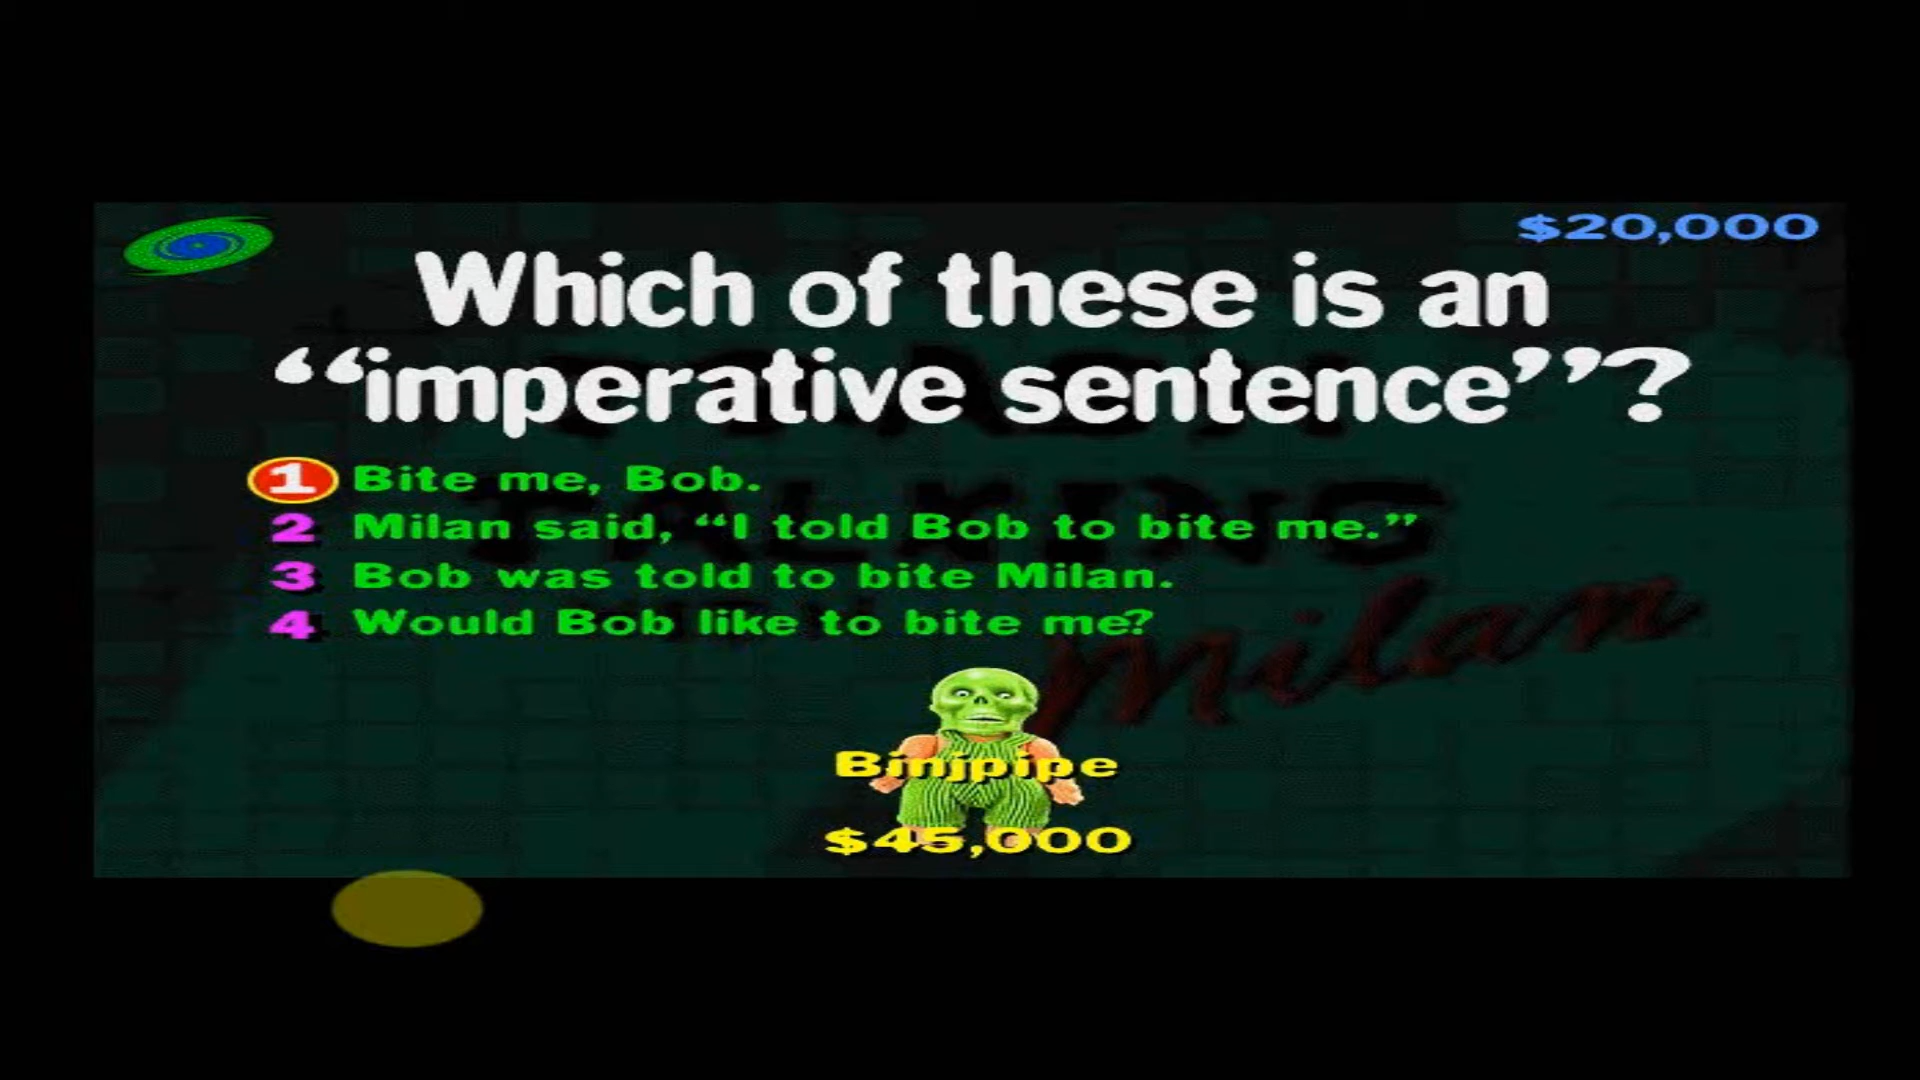 $20,000
Which of these is an
“imperative sentence”?
1 Bite me, Bob.
2 Milan said, “I told Bob to bite me.”
3 Bob was told to bite Milan.
4 Would Bob like to bite me?
TALKING
Milan
Binjpipe
$45,000